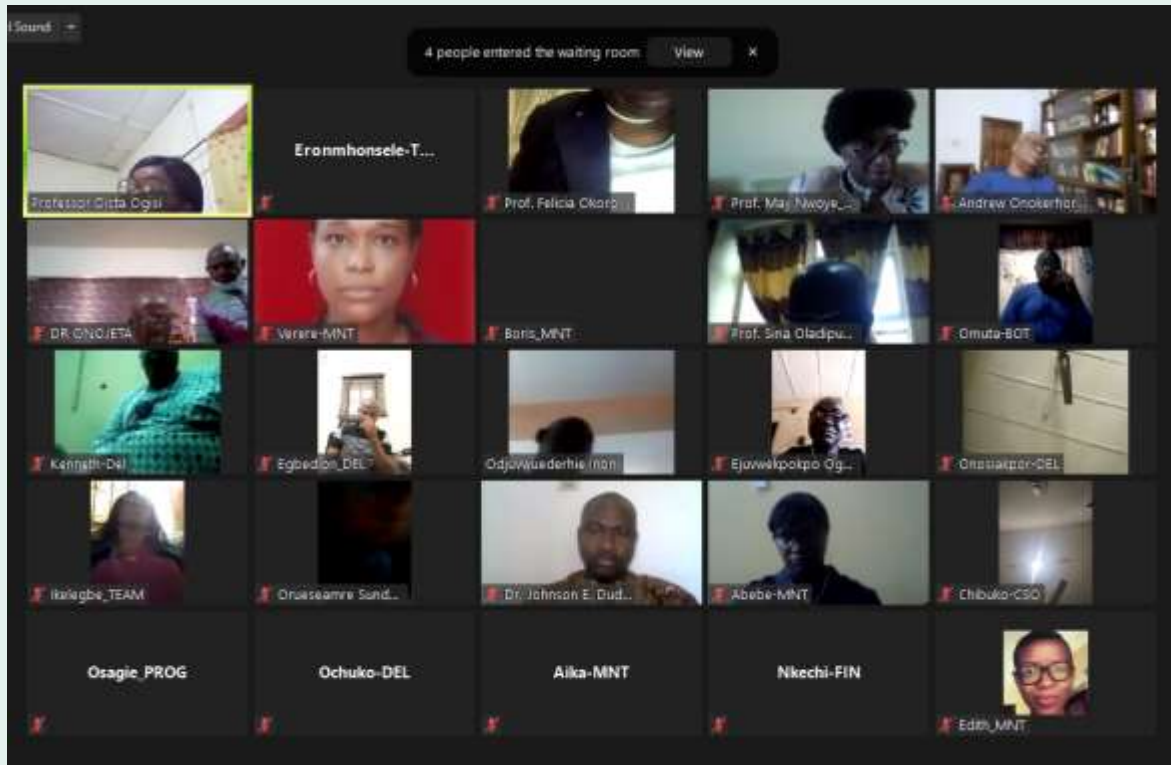 l Sound
4 people entered the waiting room View ×
Professor Gista Ogisi
Eronmhonsele-T...
Prof. Felicia Okoro...
Prof. May Nwoye_...
Andrew Onokerhor...
DR ONOJETA
Verere-MNT
Boris_MNT
Prof. Sina Oladipu...
Omuta-BOT
Kenneth-Del
Egbedion_DEL
Odjuvwuederhie Inon
Ejuvwekpokpo Og...
Onosiakpor-DEL
Ikelegbe_TEAM
Orueseamre Sund...
Dr. Johnson E. Dud...
Abebe-MNT
Chibuko-CSO
Osagie_PROG
Ochuko-DEL
Aika-MNT
Nkechi-FIN
Edith_MNT